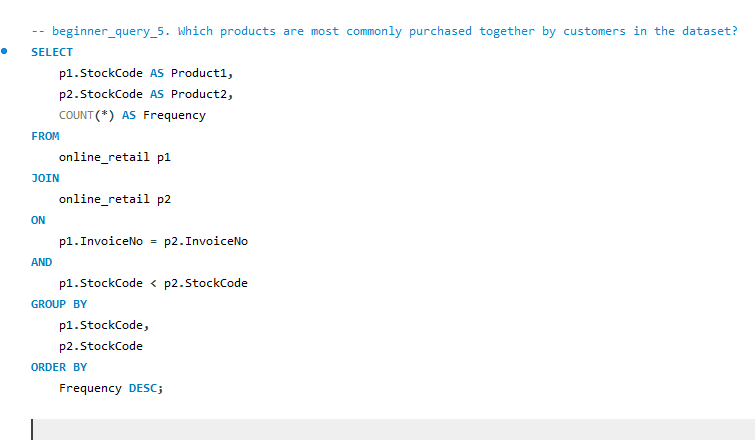 -- beginner_query_5. Which products are most commonly purchased together by customers in the dataset?
SELECT
p1.StockCode AS Product1,
p2.StockCode AS Product2,
COUNT(*) AS Frequency
FROM
online_retail p1
JOIN
online_retail p2
ON
p1.InvoiceNo = p2.InvoiceNo
AND
p1.StockCode < p2.StockCode
GROUP BY
p1.StockCode,
p2.StockCode
ORDER BY
Frequency DESC;